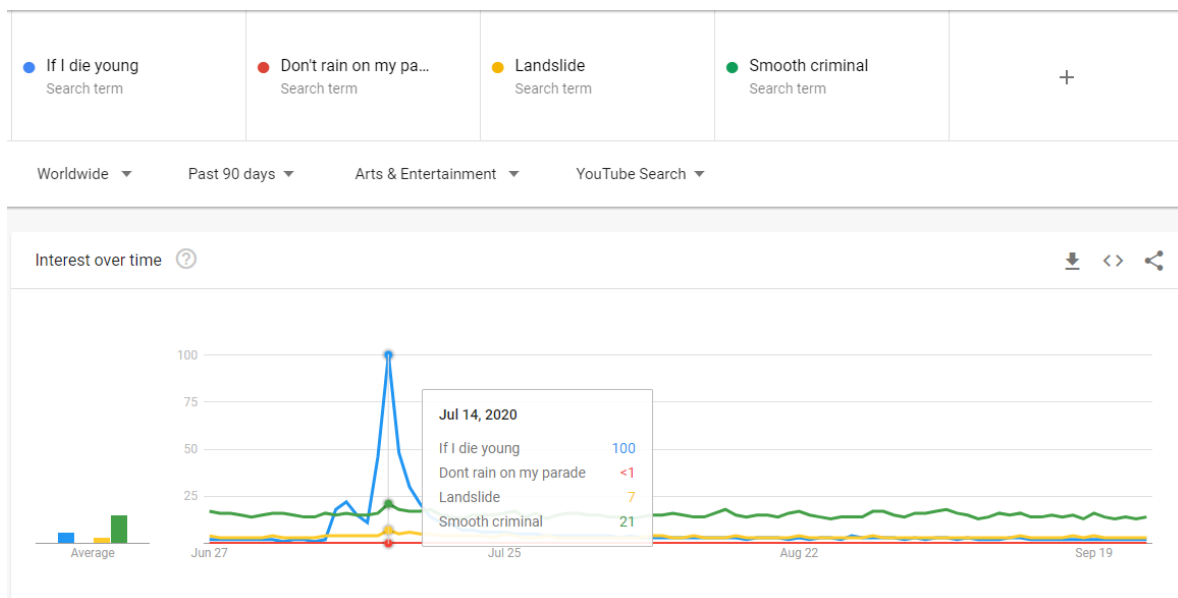 If I die young
Search term
Don't rain on my pa...
Search term
Landslide
Search term
Smooth criminal
Search term
+
Worldwide
Past 90 days
Arts & Entertainment
YouTube Search
Interest over time
?
100
75
50
25
Jul 14, 2020
If I die young 100
Dont rain on my parade <1
Landslide 7
Smooth criminal 21
Average
Jun 27
Jul 25
Aug 22
Sep 19